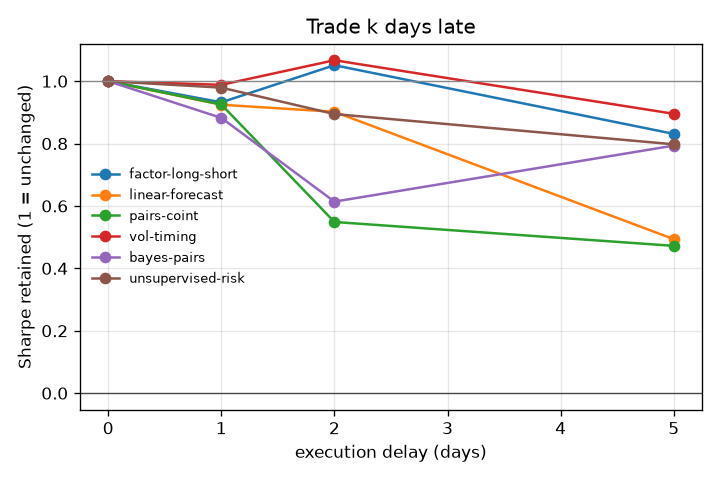 Trade k days late
Sharpe retained (1 = unchanged)
1.0
0.8
0.6
0.4
0.2
0.0
factor-long-short
linear-forecast
pairs-coint
vol-timing
bayes-pairs
unsupervised-risk
0 1 2 3 4 5
execution delay (days)